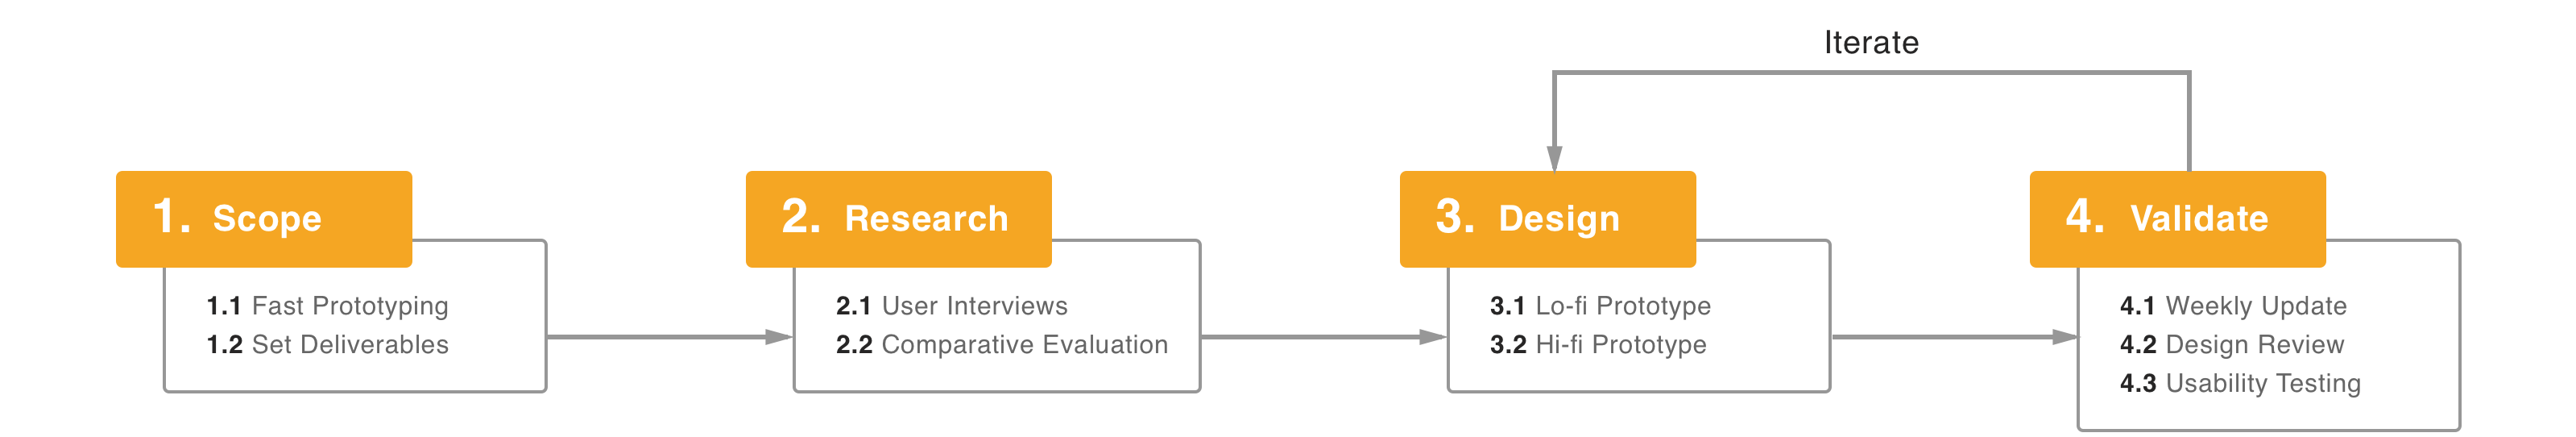 Iterate
1. Scope
1.1 Fast Prototyping
1.2 Set Deliverables
2. Research
2.1 User Interviews
2.2 Comparative Evaluation
3. Design
3.1 Lo-fi Prototype
3.2 Hi-fi Prototype
4. Validate
4.1 Weekly Update
4.2 Design Review
4.3 Usability Testing